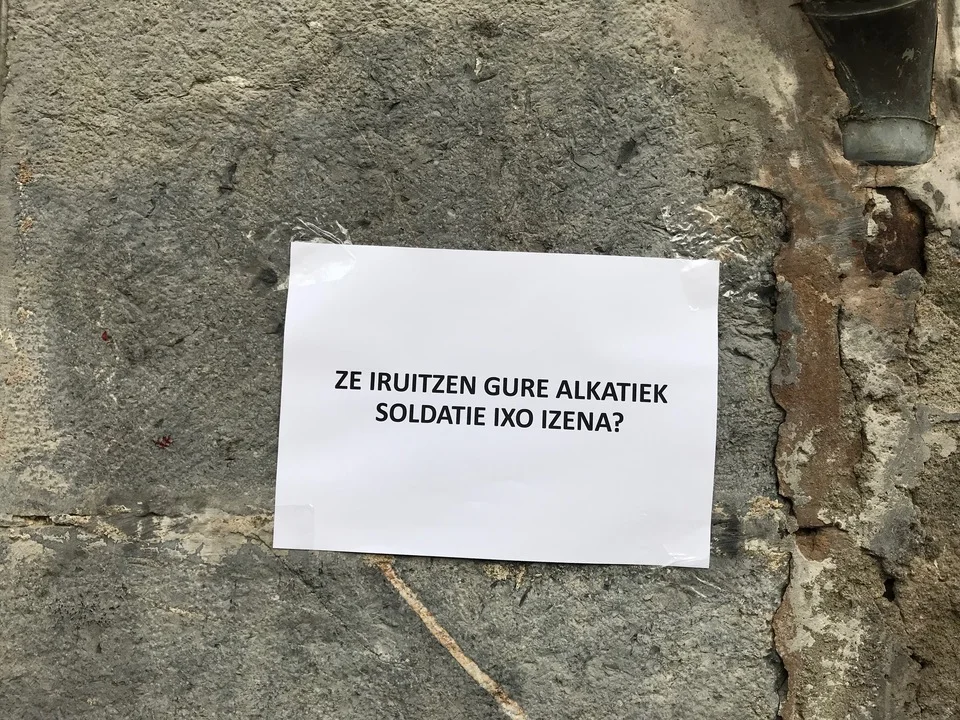 ZE IRUITZEN GURE ALKATIEK
SOLDATIE IXO IZENA?